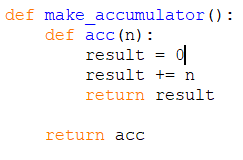 def make_accumulator():
    def acc(n):
        result = 0
        result += n
        return result

    return acc